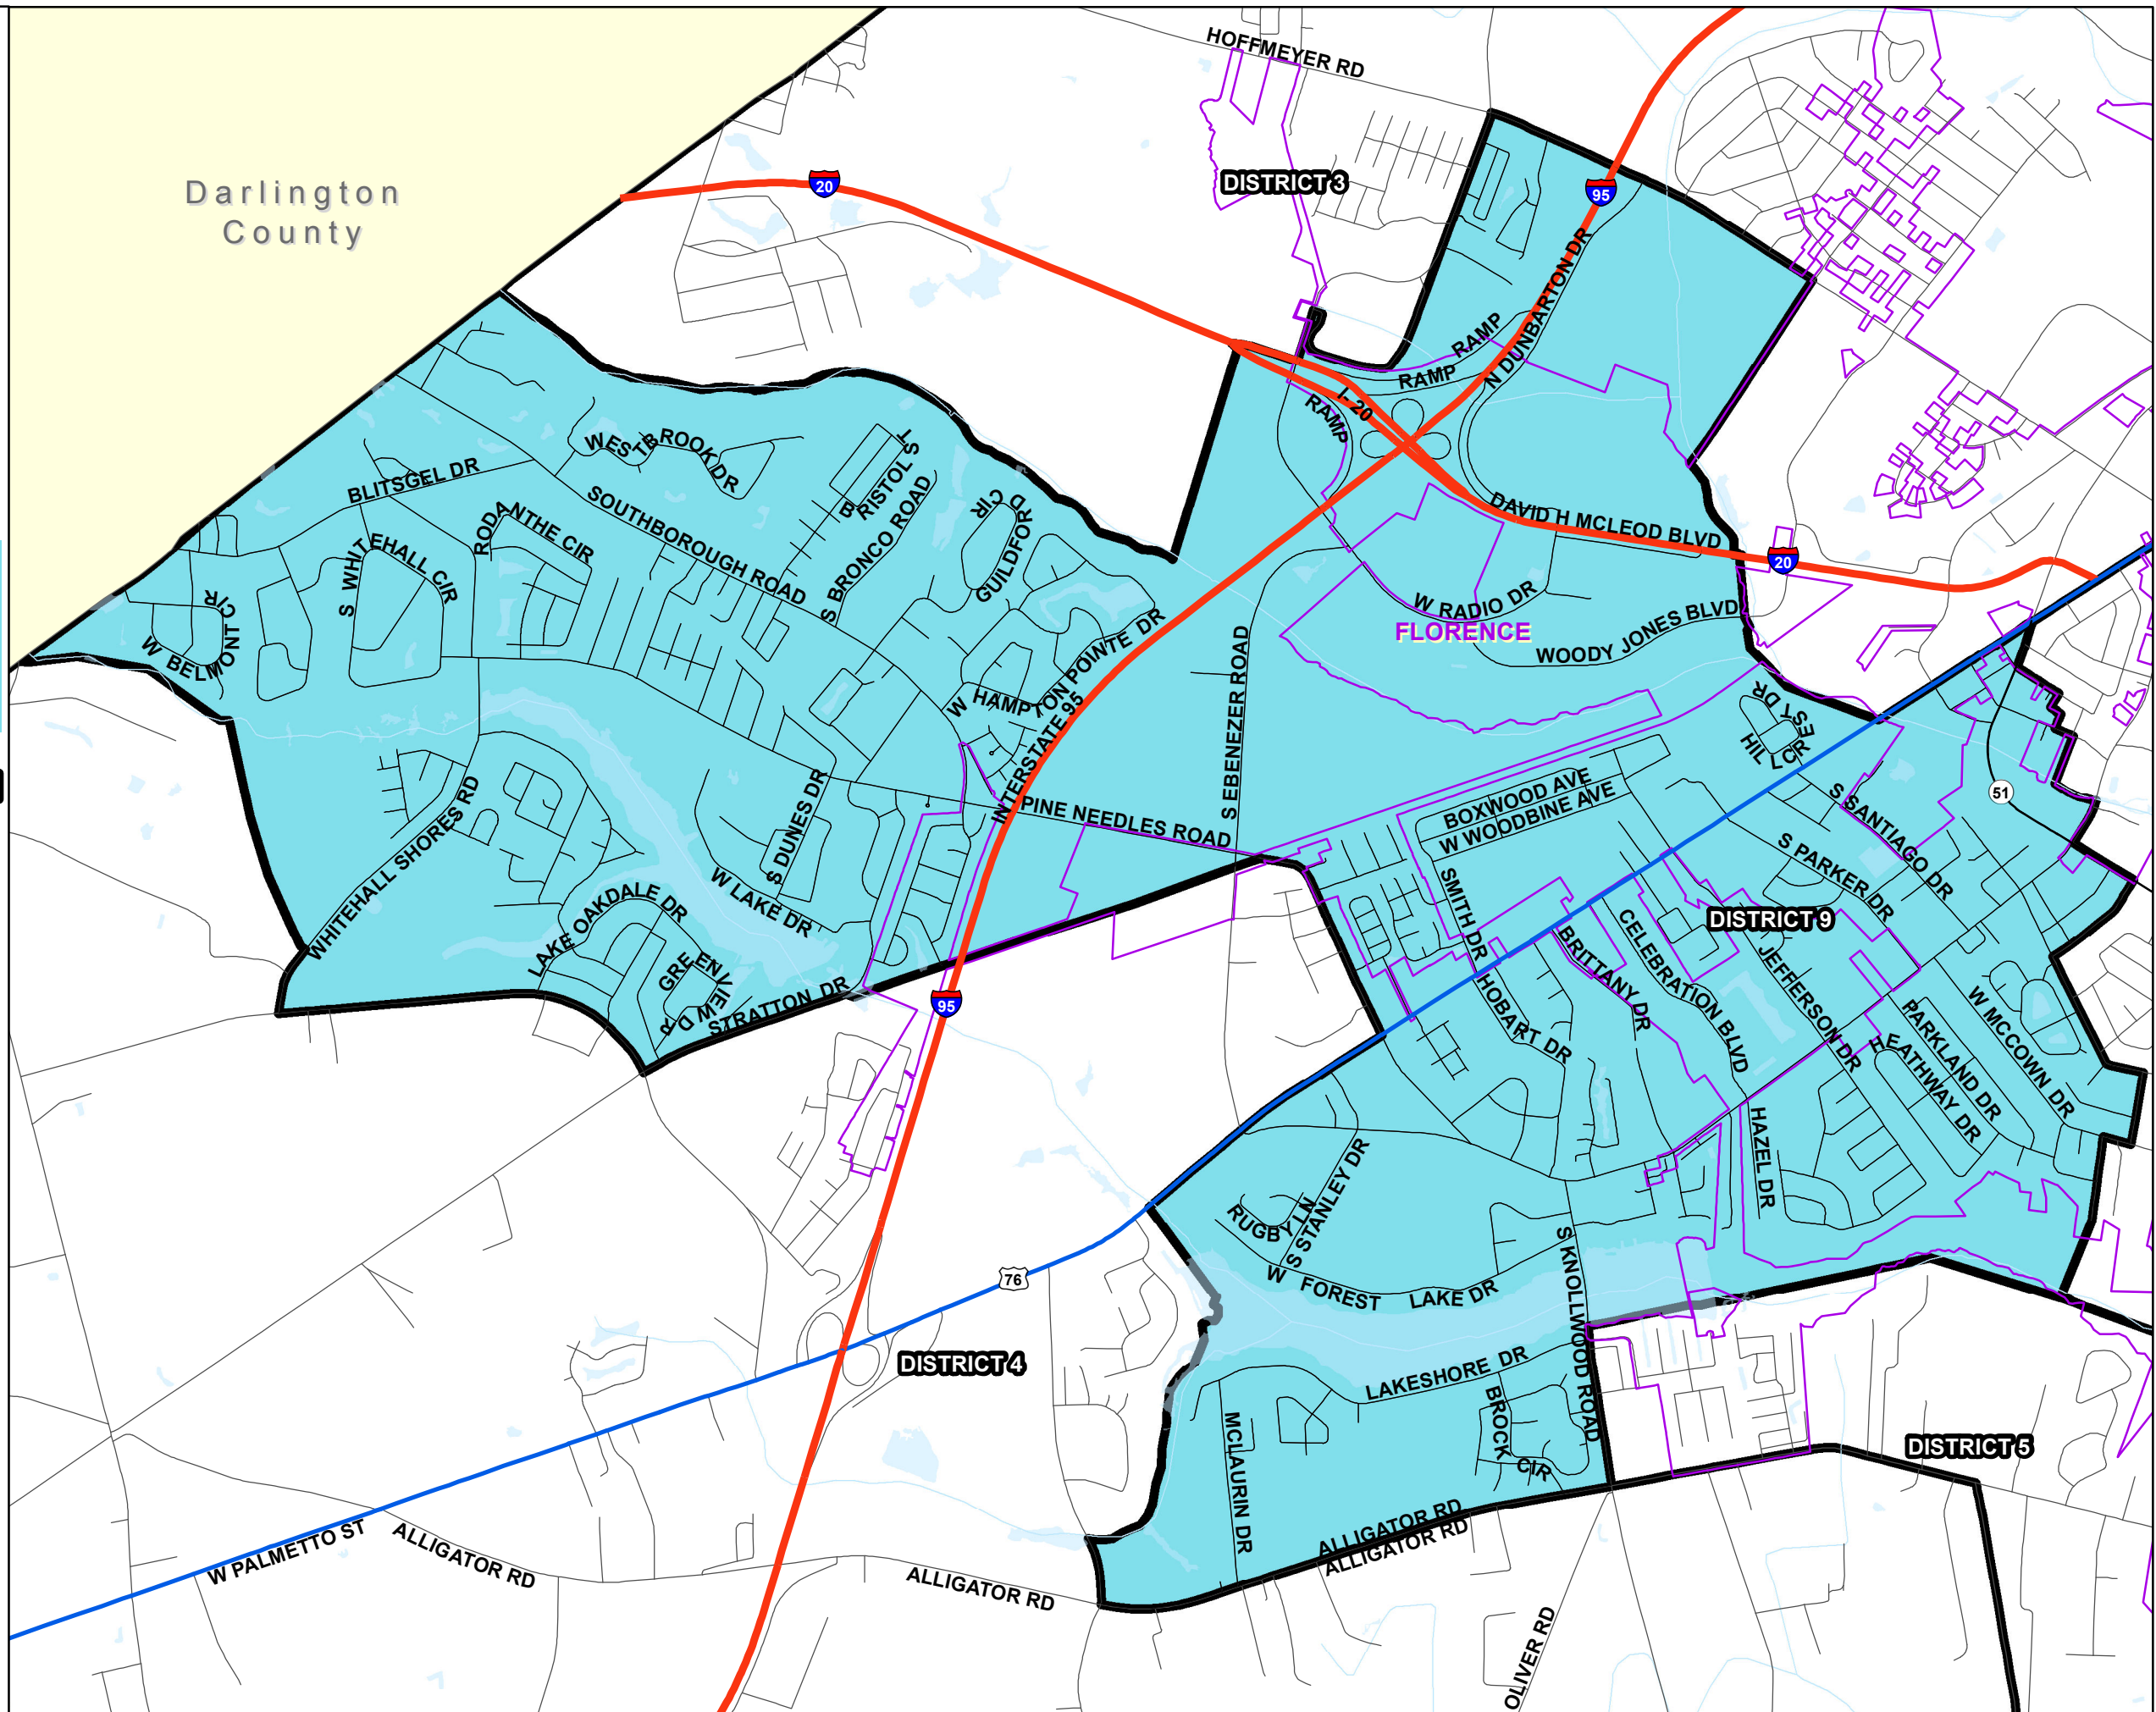 HOFFMEYER RD
Darlington
County
20
DISTRICT 3
95
N DUNBARTON DR
RAMP
RAMP
I-20
RAMP
WESTBROOK DR
BRISTOL ST
BLITSGEL DR
SOUTHBOROUGH ROAD
S BRONCO ROAD
GUILDFORD CIR
RODANTHE CIR
DAVID H MCLEOD BLVD
20
S WHITEHALL CIR
W BELMONT CIR
W RADIO DR
FLORENCE
WOODY JONES BLVD
W HAMPTON POINTE DR
INTERSTATE 95
S EBENEZER ROAD
HILLCREST DR
PINE NEEDLES ROAD
BOXWOOD AVE
W WOODBINE AVE
51
S SANTIAGO DR
S PARKER DR
WHITEHALL SHORES RD
S DUNES DR
W LAKE DR
LAKE OAKDALE DR
GREENVIEW DR
STRATTON DR
95
SMITH DR
DISTRICT 9
CELEBRATION BLVD
BRITTANY DR
HOBART DR
JEFFERSON DR
W MCCOWN DR
PARKLAND DR
HEATHWAY DR
HAZEL DR
S STANLEY DR
RUGBY LN
W FOREST LAKE DR
S KNOLLWOOD ROAD
76
DISTRICT 4
LAKESHORE DR
BROCK CIR
MCLAURIN DR
DISTRICT 5
ALLIGATOR RD
ALLIGATOR RD
W PALMETTO ST
ALLIGATOR RD
ALLIGATOR RD
OLIVER RD